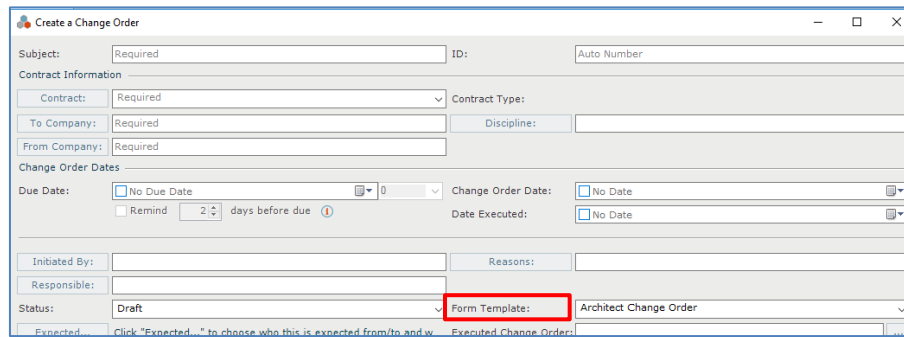 Create a Change Order
Subject: Required ID: Auto Number
Contract Information
Contract: Required Contract Type:
To Company: Required Discipline:
From Company: Required
Change Order Dates
Due Date: No Due Date 0 Change Order Date: No Date
Remind 2 days before due Date Executed: No Date
Initiated By: Reasons:
Responsible:
Status: Draft Form Template: Architect Change Order
Expected... Click "Expected..." to choose who this is expected from/to and w Executed Change Order: ...